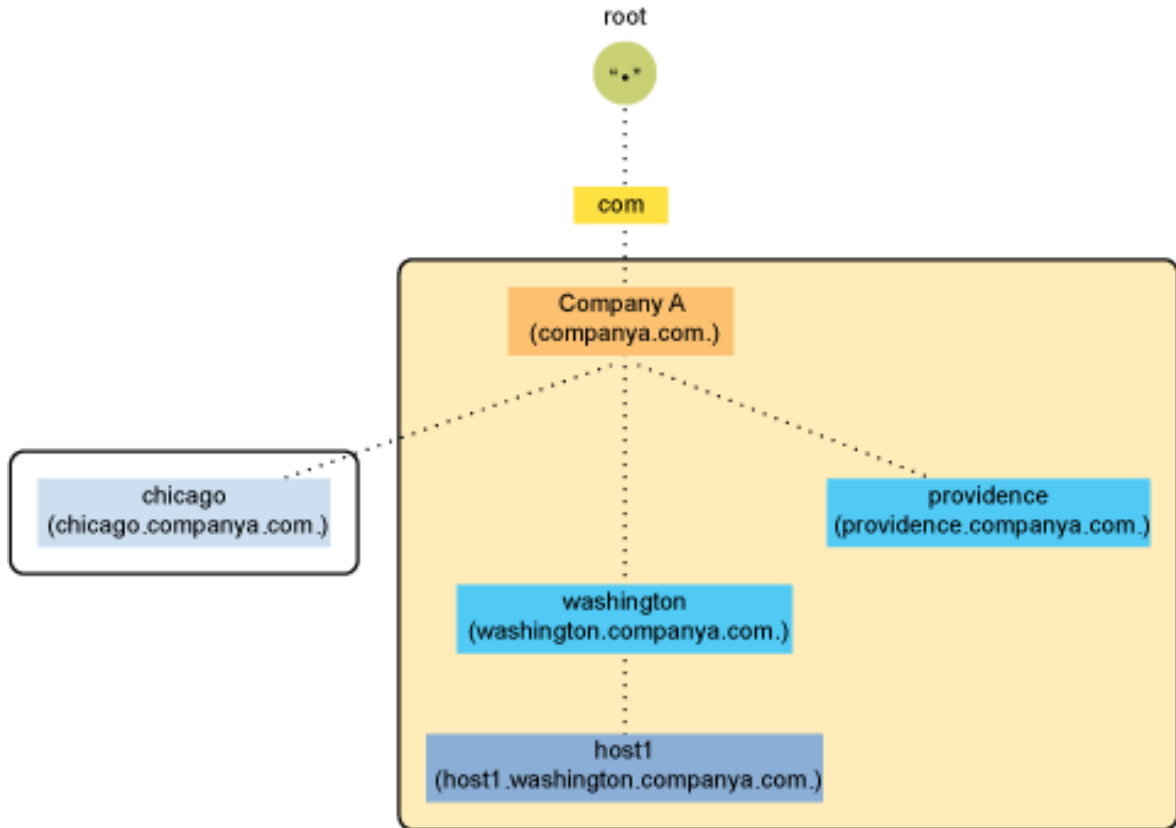 root
“•”
com
Company A
(companya.com.)
chicago
(chicago.companya.com.)
providence
(providence.companya.com.)
washington
(washington.companya.com.)
host1
(host1.washington.companya.com.)